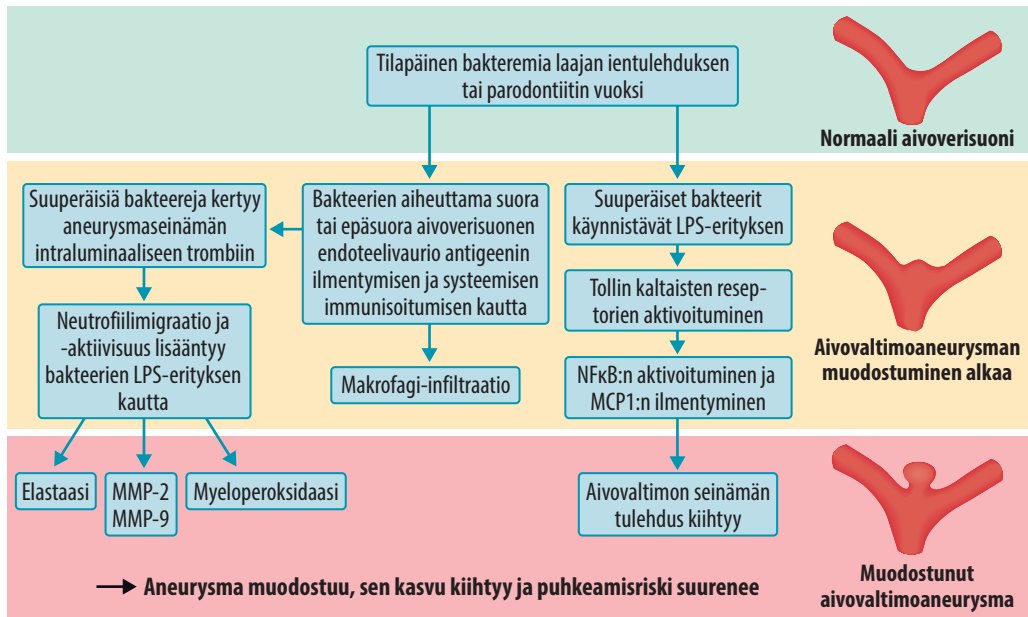 Tilapäinen bakteremia laajan ientulehduksen
tai parodontiitin vuoksi
Normaali aivoverisuoni
Suuperäisiä bakteereja kertyy
aneurysmaseinämän
intraluminaaliseen trombiin
Neutrofiilimigraatio ja
-aktiivisuus lisääntyy
bakteerien LPS-erityksen
kautta
Bakteerien aiheuttama suora
tai epäsuora aivoverisuonen
endoteelivaurio antigeenin
ilmentymisen ja systeemisen
immunisoitumisen kautta
Makrofagi-infiltraatio
Suuperäiset bakteerit
käynnistävät LPS-erityksen
Tollin kaltaisten resep-
torien aktivoituminen
NFκB:n aktivoituminen ja
MCP1:n ilmentyminen
Aivovaltimoaneurysman
muodostuminen alkaa
Elastaasi
MMP-2
MMP-9
Myeloperoksidaasi
Aivovaltimon seinämän
tulehdus kiihtyy
Aneurysma muodostuu, sen kasvu kiihtyy ja puhkeamisriski suurenee
Muodostunut
aivovaltimoaneurysma